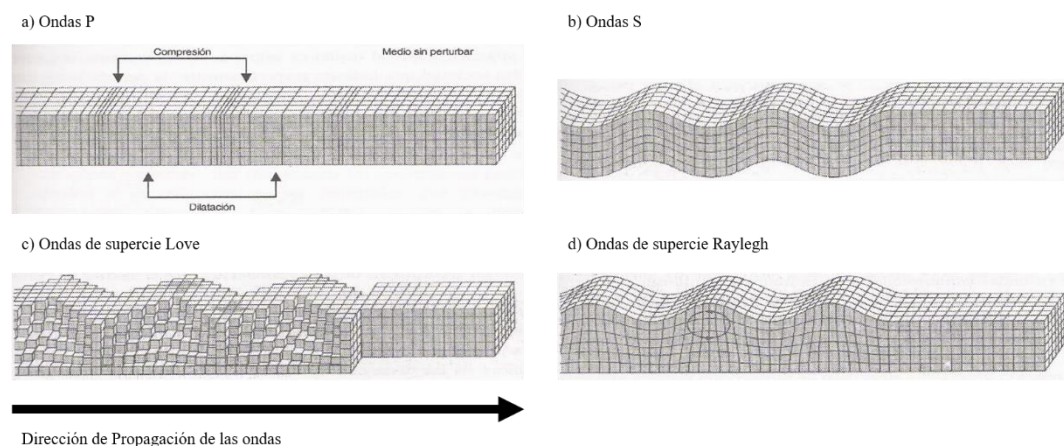 a) Ondas P
b) Ondas S
Compresión
Medio sin perturbar
Dilatación
c) Ondas de supercie Love
d) Ondas de supercie Raylegh
Dirección de Propagación de las ondas